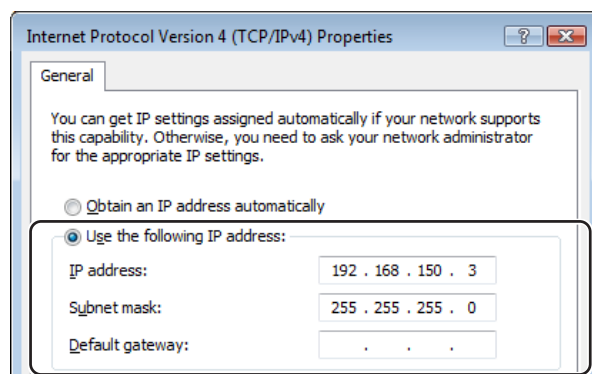 Internet Protocol Version 4 (TCP/IPv4) Properties
General
You can get IP settings assigned automatically if your network supports
this capability. Otherwise, you need to ask your network administrator
for the appropriate IP settings.
Obtain an IP address automatically
Use the following IP address:
IP address: 192 . 168 . 150 . 3
Subnet mask: 255 . 255 . 255 . 0
Default gateway: . . .